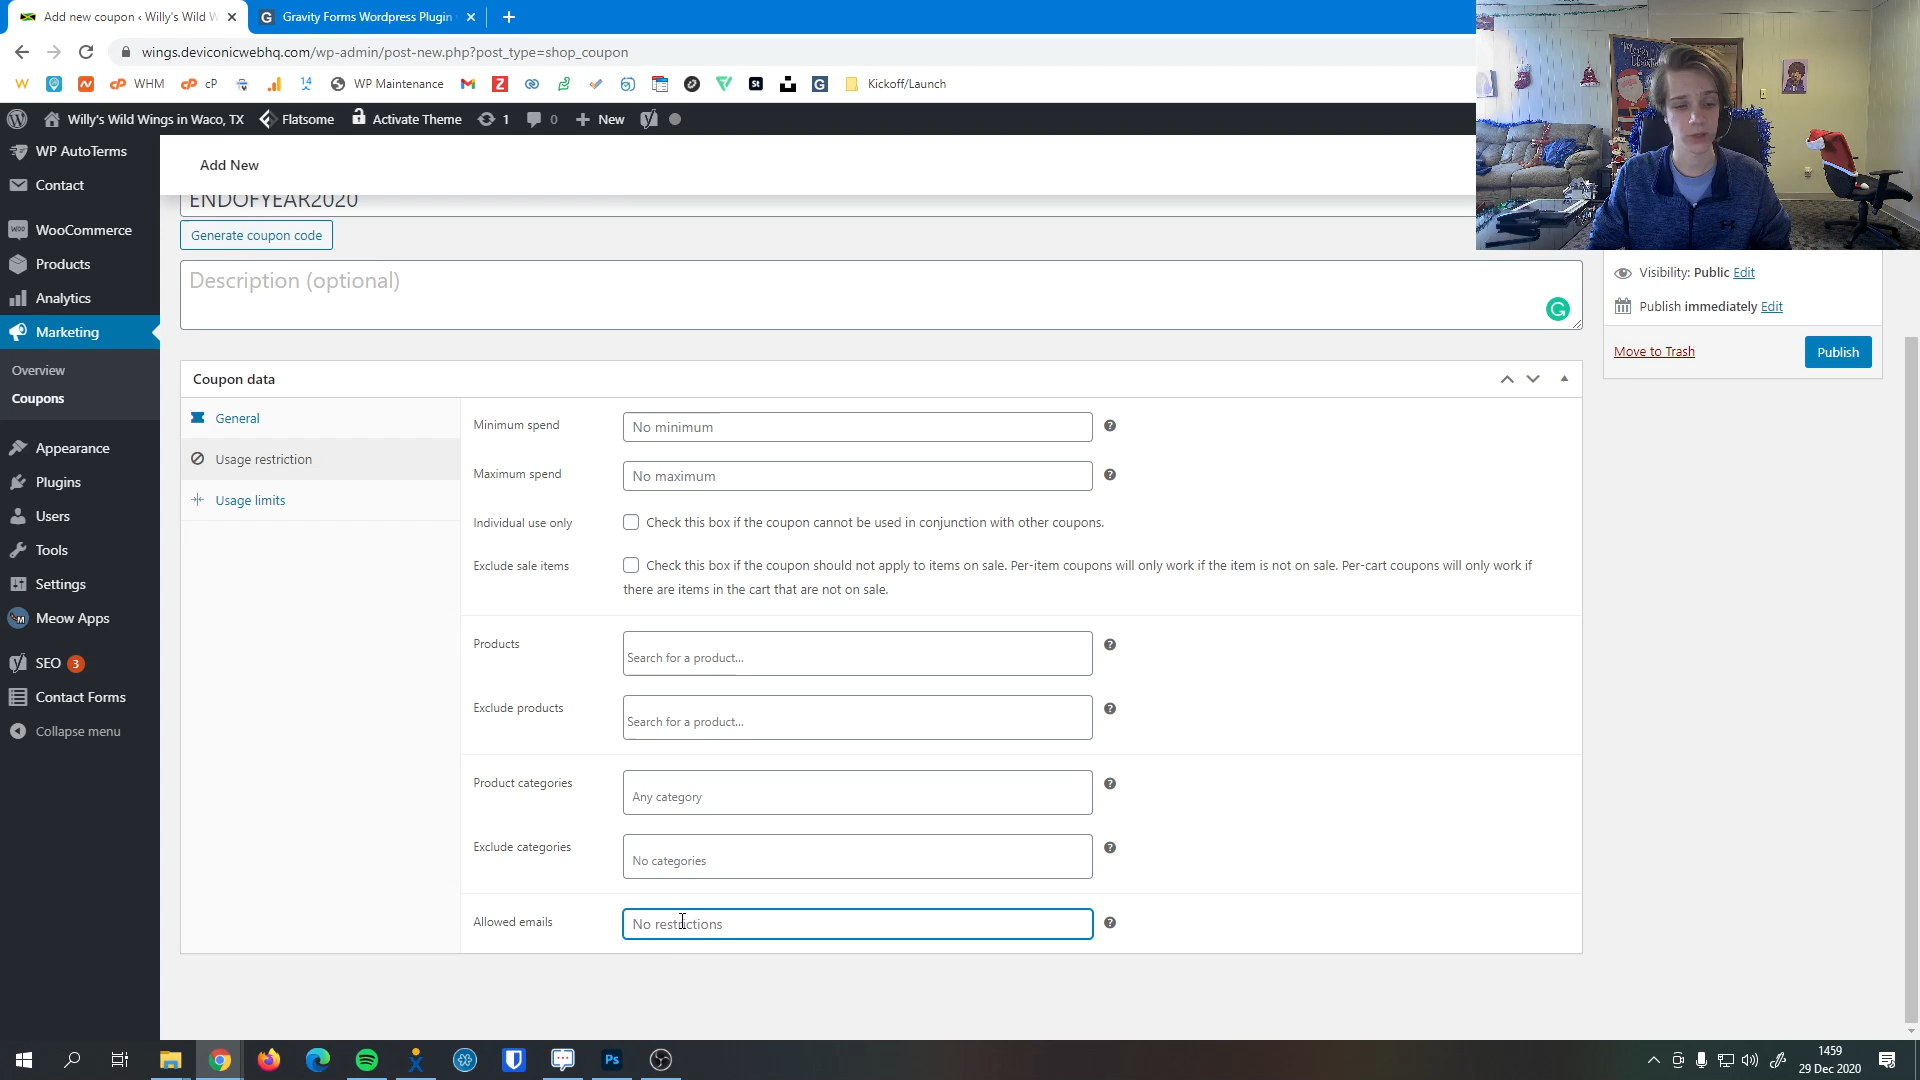 Add new coupon ‹ Willy's Wild W
Gravity Forms Wordpress Plugin
wings.deviconicwebhq.com/wp-admin/post-new.php?post_type=shop_coupon
WHM
cP
14
WP Maintenance
Kickoff/Launch
Willy's Wild Wings in Waco, TX
Flatsome
Activate Theme
1
0
New
WP AutoTerms
Contact
WooCommerce
Products
Analytics
Marketing
Overview
Coupons
Appearance
Plugins
Users
Tools
Settings
Meow Apps
SEO 3
Contact Forms
Collapse menu
Add New
ENDOFYEAR2020
Generate coupon code
Description (optional)
Visibility: Public Edit
Publish immediately Edit
Move to Trash
Publish
Coupon data
General
Usage restriction
Usage limits
Minimum spend
No minimum
Maximum spend
No maximum
Individual use only
Check this box if the coupon cannot be used in conjunction with other coupons.
Exclude sale items
Check this box if the coupon should not apply to items on sale. Per-item coupons will only work if the item is not on sale. Per-cart coupons will only work if
there are items in the cart that are not on sale.
Products
Search for a product...
Exclude products
Search for a product...
Product categories
Any category
Exclude categories
No categories
Allowed emails
No restrictions
Ps
1459
29 Dec 2020